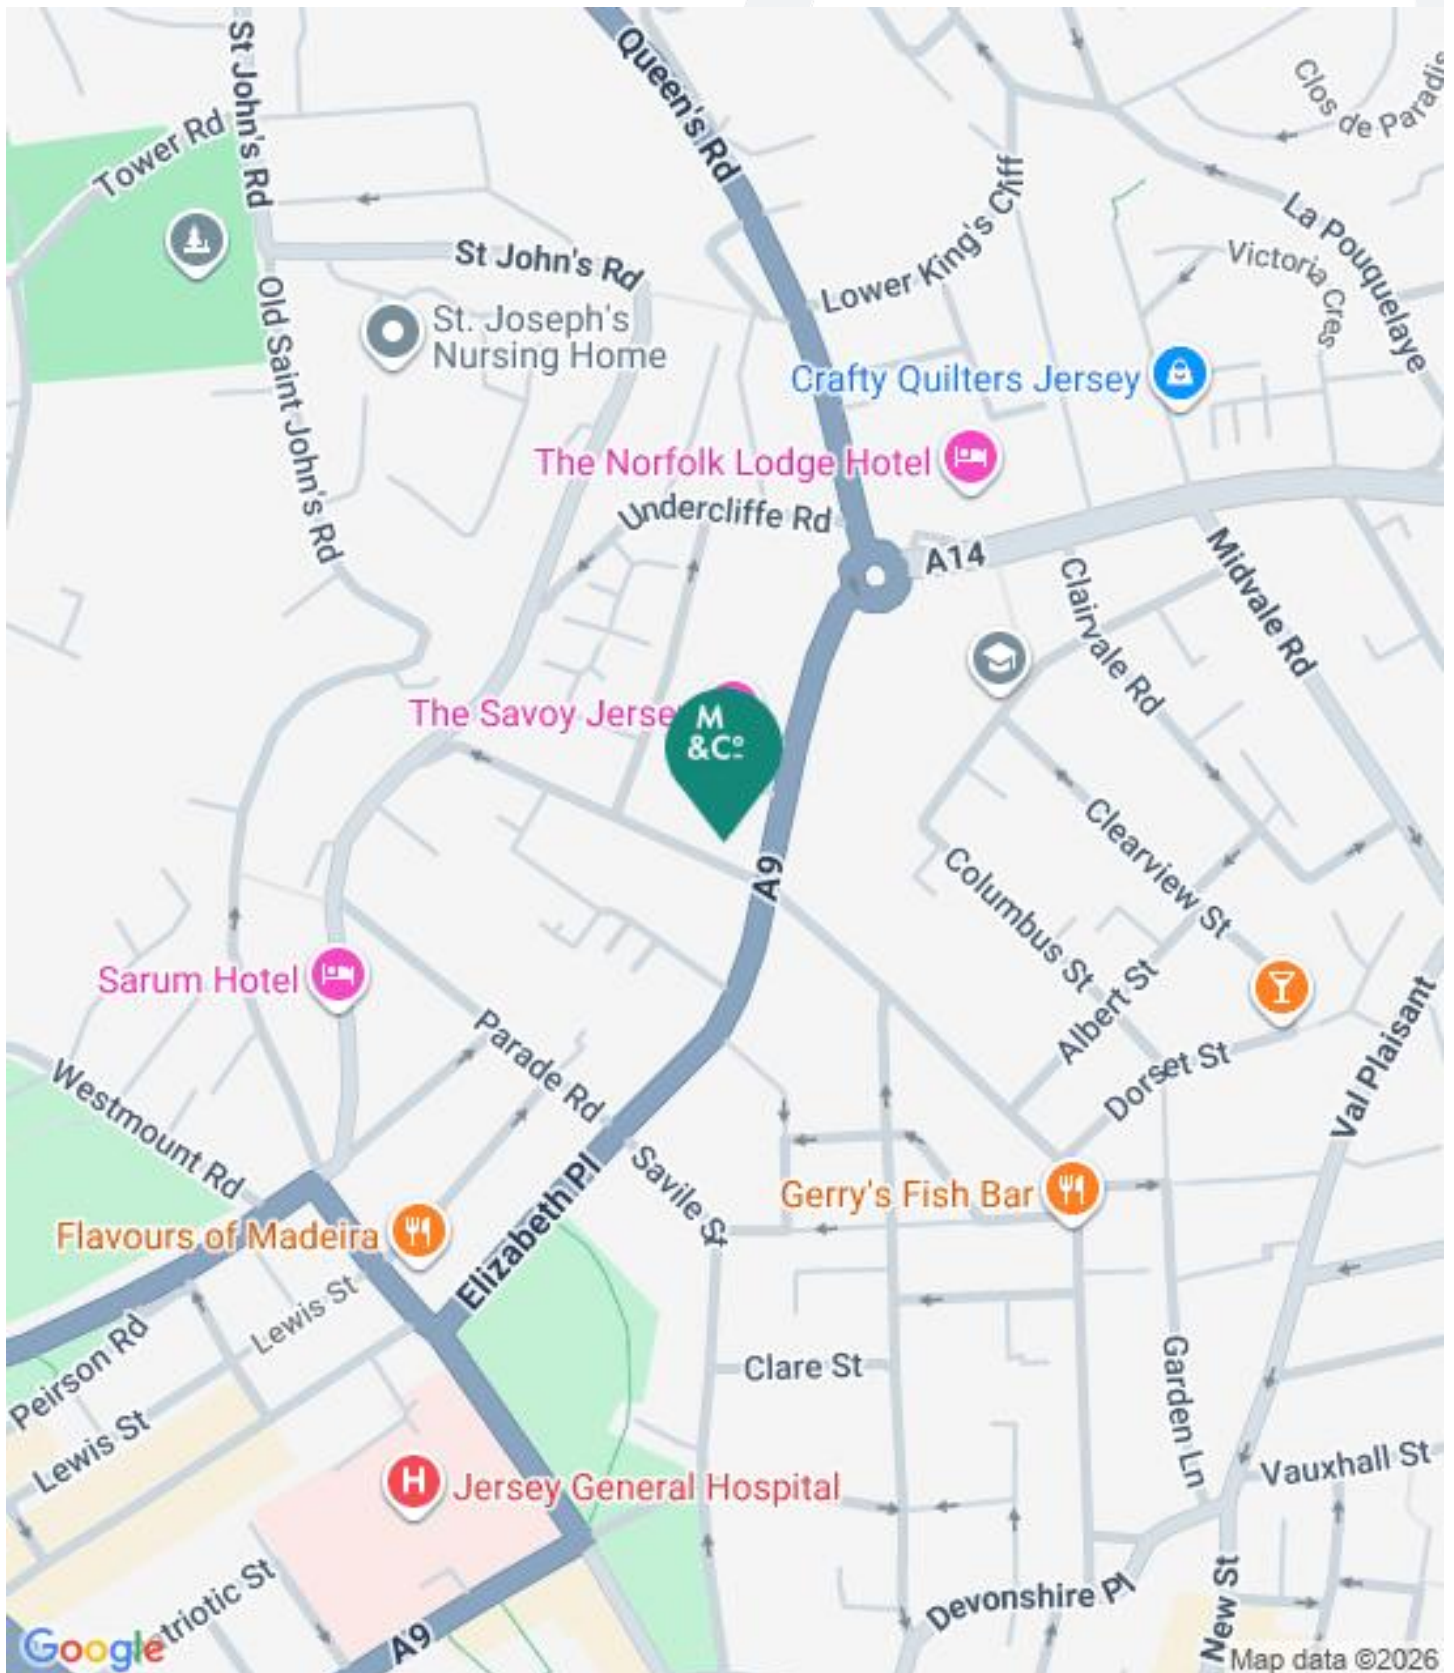 St John's Rd
Queen's Rd
Clos de Paradis
Tower Rd
Lower King's Cliff
La Pouquelaye
St John's Rd
Victoria Cres
Old Saint John's Rd
St. Joseph's
Nursing Home
Crafty Quilters Jersey
The Norfolk Lodge Hotel
Undercliffe Rd
A14
Midvale Rd
Clairvale Rd
The Savoy Jerse
M
&Co
Clearview St
A9
Columbus St
Sarum Hotel
Albert St
Parade Rd
Dorset St
Val Plaisant
Westmount Rd
Savile St
Gerry's Fish Bar
Elizabeth Pl
Flavours of Madeira
Lewis St
Peirson Rd
Clare St
Garden Ln
Lewis St
H
Jersey General Hospital
Vauxhall St
triotic St
Devonshire Pl
New St
A9
Google
Map data ©2026